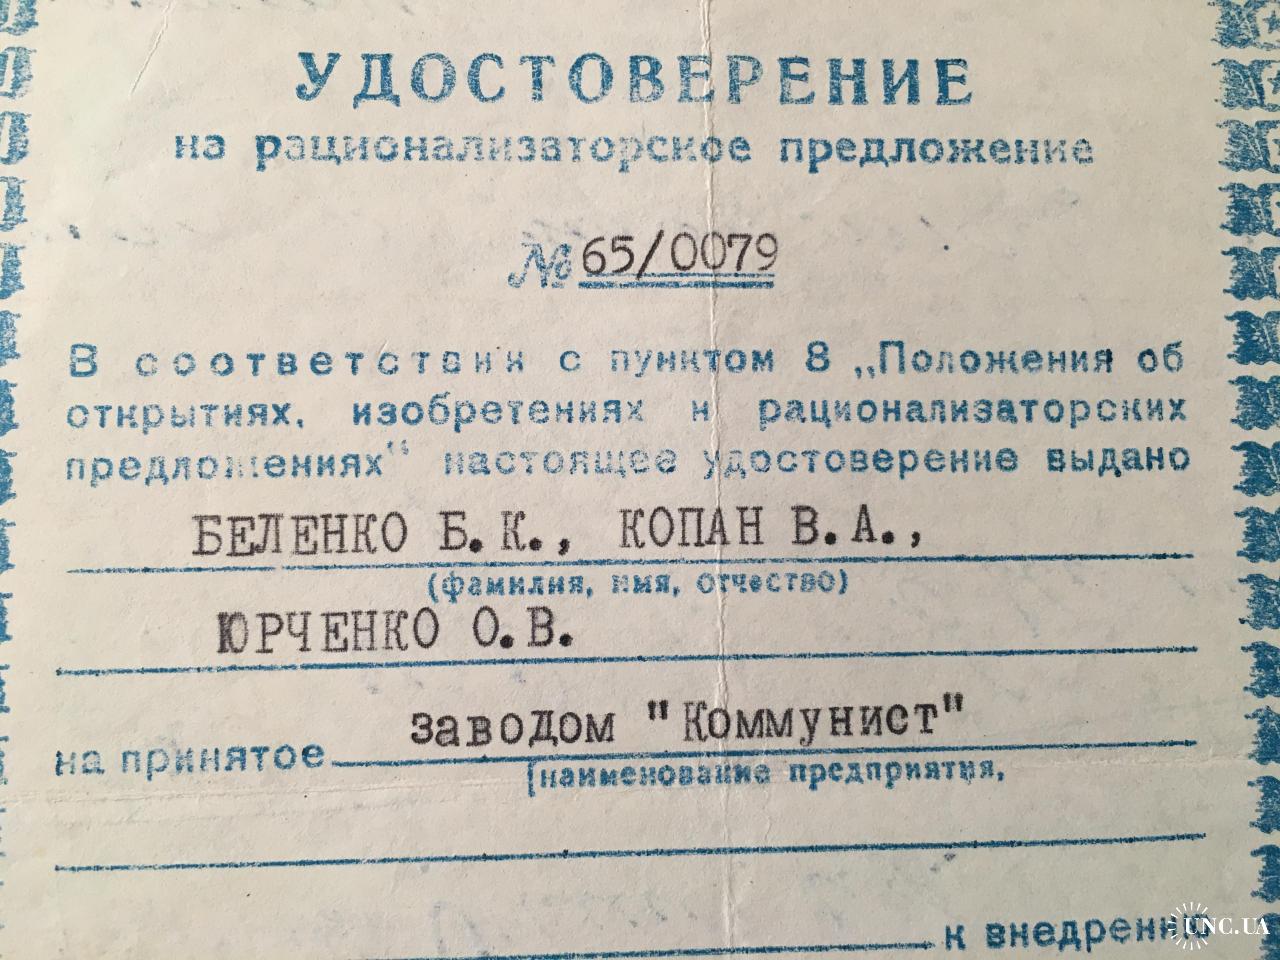 УДОСТОВЕРЕНИЕ
на рационализаторское предложение
№ 65/0079
В соответствии с пунктом 8 „Положения об
открытиях, изобретениях и рационализаторских
предложениях“ настоящее удостоверение выдано
БЕЛЕНКО Б.К., КОПАН В.А.,
(фамилия, имя, отчество)
ЮРЧЕНКО О.В.
на принятое заводом "Коммунист"
(наименование предприятия,
к внедрению
UNC.UA